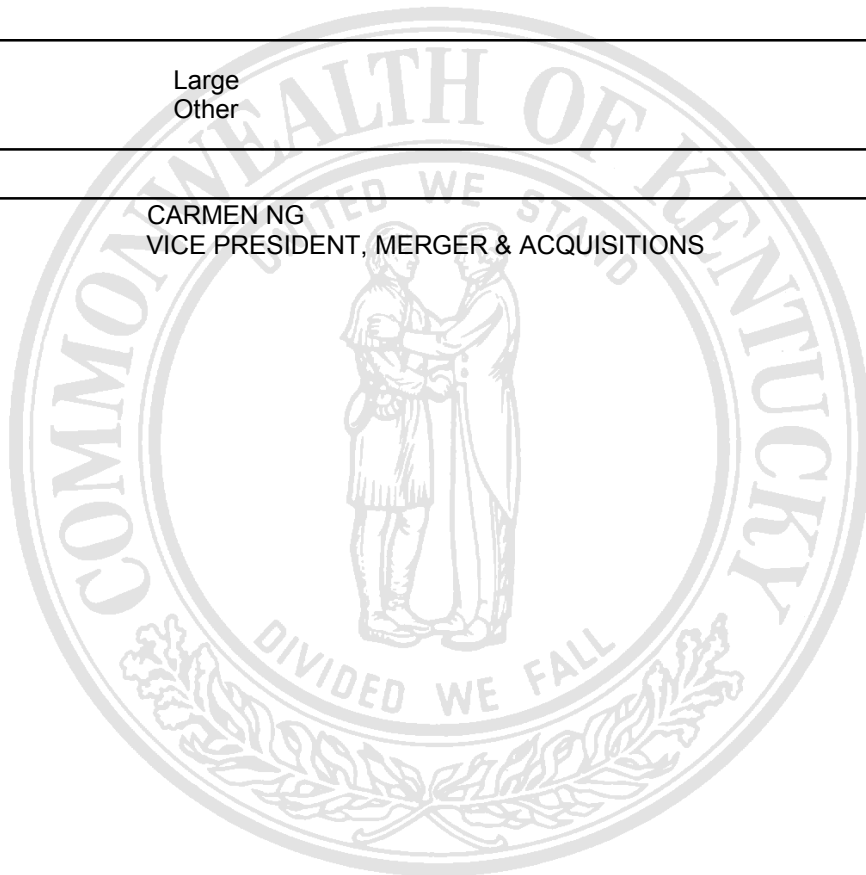 Large
Other
CARMEN NG
VICE PRESIDENT, MERGER & ACQUISITIONS
COMMONWEALTH OF KENTUCKY
UNITED WE STAND
DIVIDED WE FALL